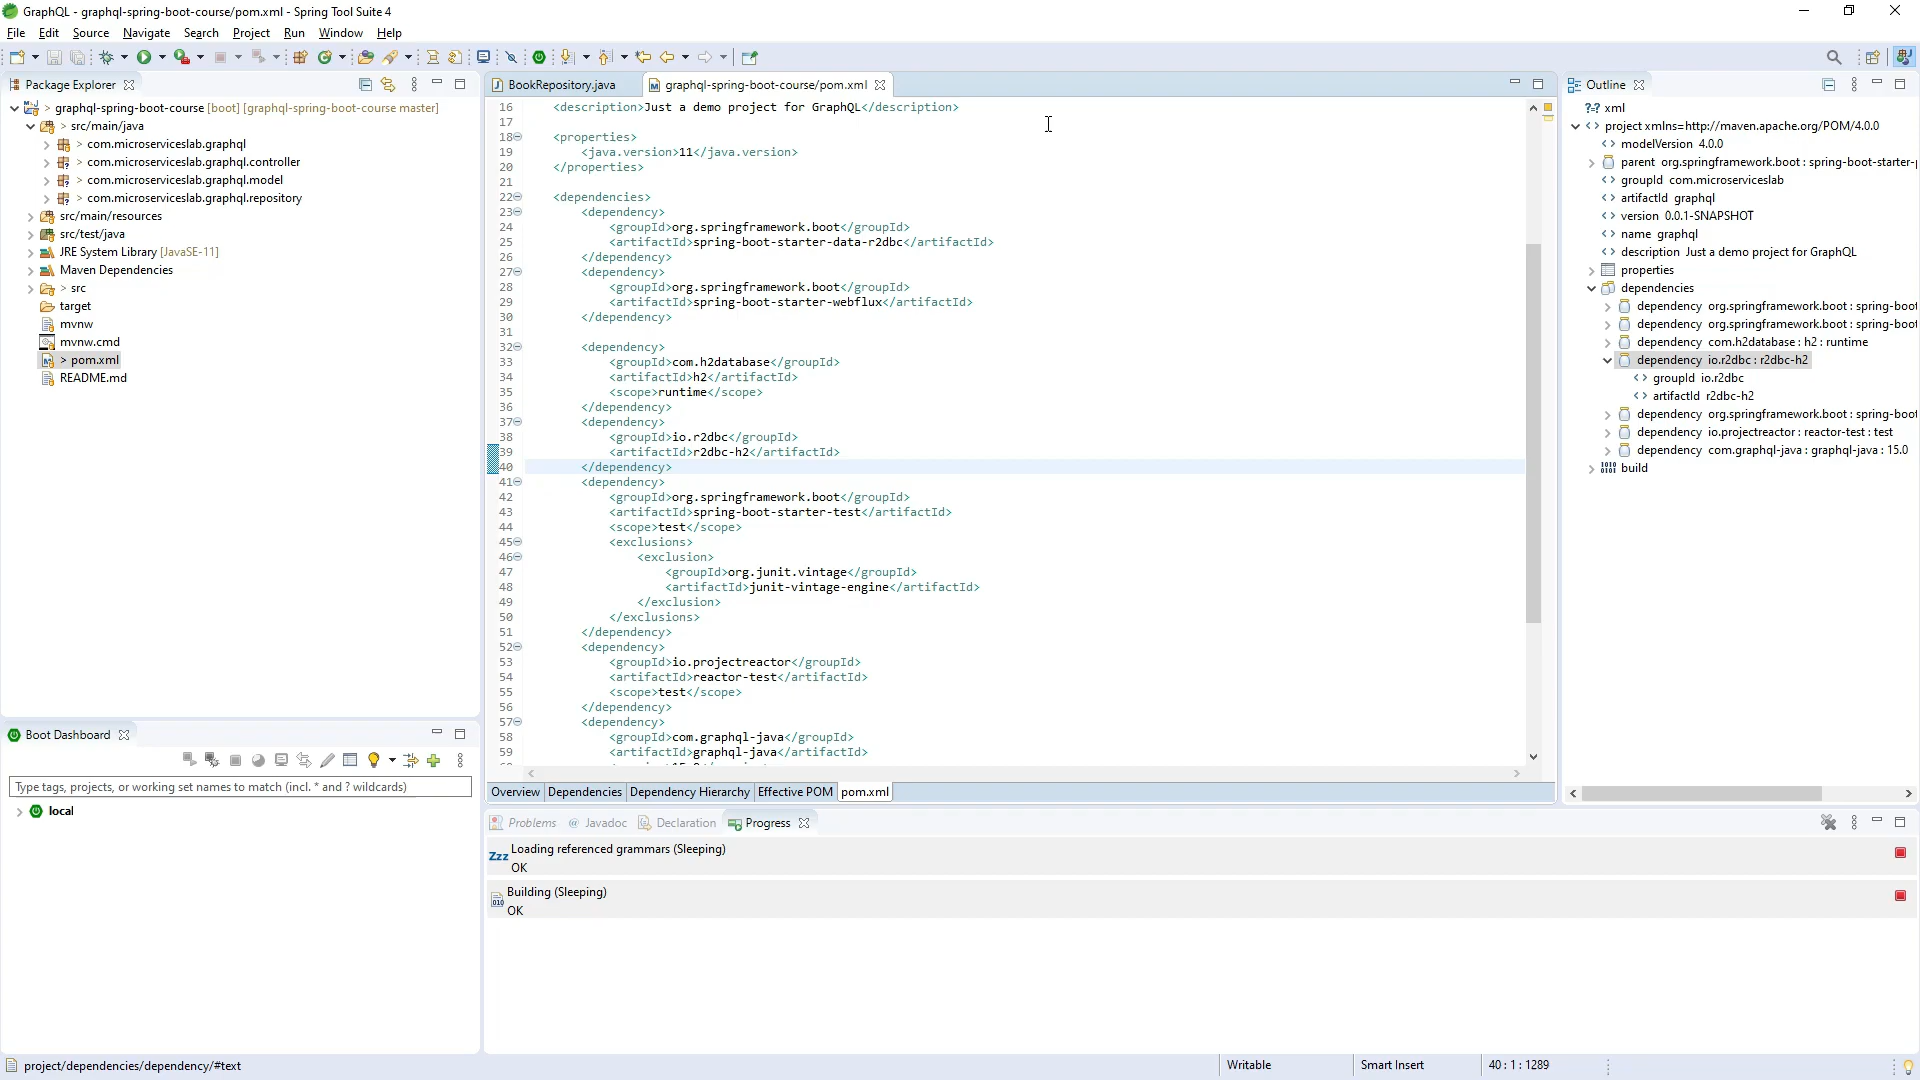 GraphQL - graphql-spring-boot-course/pom.xml - Spring Tool Suite 4
File Edit Source Navigate Search Project Run Window Help
Package Explorer
> graphql-spring-boot-course [boot] [graphql-spring-boot-course master]
> src/main/java
> com.microserviceslab.graphql
> com.microserviceslab.graphql.controller
> com.microserviceslab.graphql.model
> com.microserviceslab.graphql.repository
src/main/resources
src/test/java
JRE System Library [JavaSE-11]
Maven Dependencies
> src
target
mvnw
mvnw.cmd
> pom.xml
README.md
Boot Dashboard
Type tags, projects, or working set names to match (incl. * and ? wildcards)
local
BookRepository.java
graphql-spring-boot-course/pom.xml
16 <description>Just a demo project for GraphQL</description>
17
18 <properties>
19 <java.version>11</java.version>
20 </properties>
21
22 <dependencies>
23 <dependency>
24 <groupId>org.springframework.boot</groupId>
25 <artifactId>spring-boot-starter-data-r2dbc</artifactId>
26 </dependency>
27 <dependency>
28 <groupId>org.springframework.boot</groupId>
29 <artifactId>spring-boot-starter-webflux</artifactId>
30 </dependency>
31
32 <dependency>
33 <groupId>com.h2database</groupId>
34 <artifactId>h2</artifactId>
35 <scope>runtime</scope>
36 </dependency>
37 <dependency>
38 <groupId>io.r2dbc</groupId>
39 <artifactId>r2dbc-h2</artifactId>
40 </dependency>
41 <dependency>
42 <groupId>org.springframework.boot</groupId>
43 <artifactId>spring-boot-starter-test</artifactId>
44 <scope>test</scope>
45 <exclusions>
46 <exclusion>
47 <groupId>org.junit.vintage</groupId>
48 <artifactId>junit-vintage-engine</artifactId>
49 </exclusion>
50 </exclusions>
51 </dependency>
52 <dependency>
53 <groupId>io.projectreactor</groupId>
54 <artifactId>reactor-test</artifactId>
55 <scope>test</scope>
56 </dependency>
57 <dependency>
58 <groupId>com.graphql-java</groupId>
59 <artifactId>graphql-java</artifactId>
Overview Dependencies Dependency Hierarchy Effective POM pom.xml
Problems Javadoc Declaration Progress
Loading referenced grammars (Sleeping)
OK
Building (Sleeping)
OK
Outline
xml
project xmlns=http://maven.apache.org/POM/4.0.0
modelVersion 4.0.0
parent org.springframework.boot : spring-boot-starter-
groupId com.microserviceslab
artifactId graphql
version 0.0.1-SNAPSHOT
name graphql
description Just a demo project for GraphQL
properties
dependencies
dependency org.springframework.boot : spring-boot
dependency org.springframework.boot : spring-boot
dependency com.h2database : h2 : runtime
dependency io.r2dbc : r2dbc-h2
groupId io.r2dbc
artifactId r2dbc-h2
dependency org.springframework.boot : spring-boot
dependency io.projectreactor : reactor-test : test
dependency com.graphql-java : graphql-java : 15.0
build
project/dependencies/dependency/#text
Writable
Smart Insert
40 : 1 : 1289